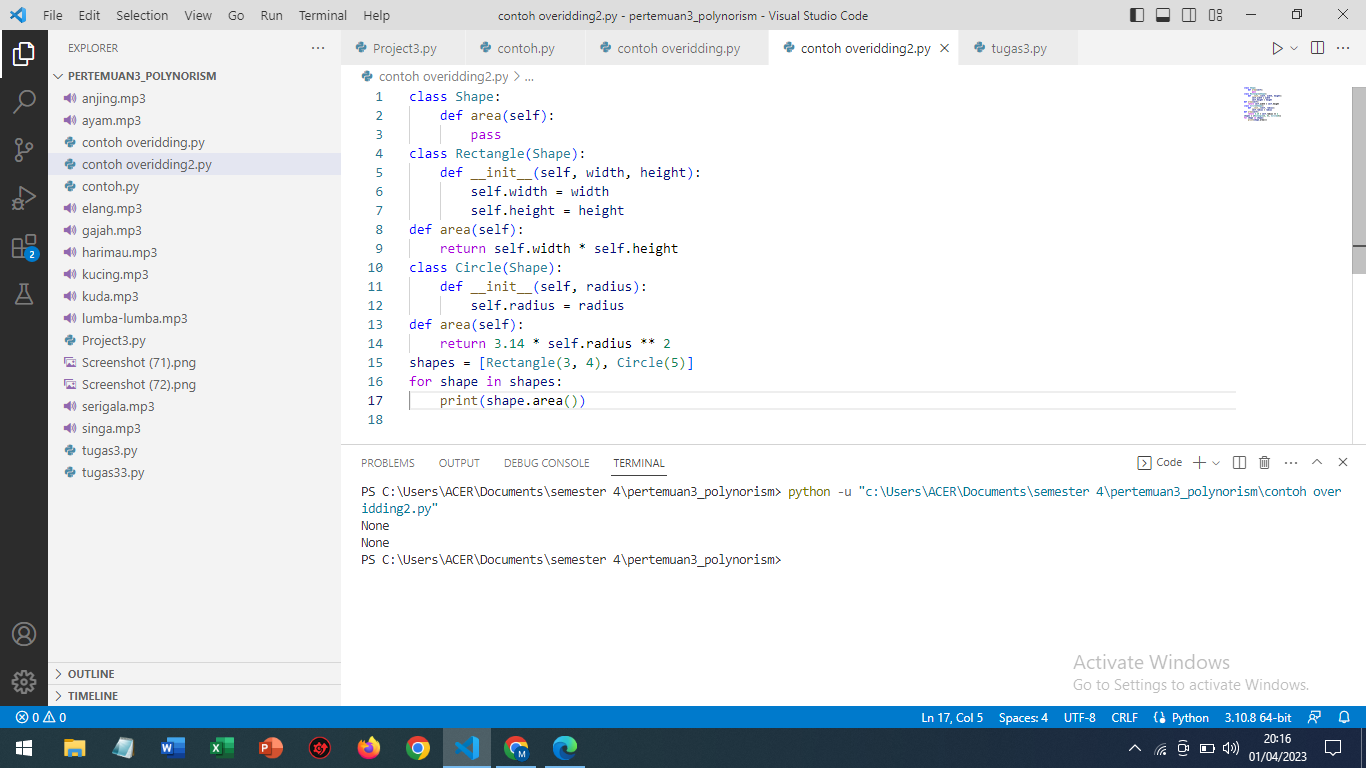 File Edit Selection View Go Run Terminal Help
contoh overidding2.py - pertemuan3_polynorism - Visual Studio Code
EXPLORER
PERTEMUAN3_POLYNORISM
anjing.mp3
ayam.mp3
contoh overidding.py
contoh overidding2.py
contoh.py
elang.mp3
gajah.mp3
harimau.mp3
kucing.mp3
kuda.mp3
lumba-lumba.mp3
Project3.py
Screenshot (71).png
Screenshot (72).png
serigala.mp3
singa.mp3
tugas3.py
tugas33.py
OUTLINE
TIMELINE
2
Project3.py contoh.py contoh overidding.py contoh overidding2.py tugas3.py
contoh overidding2.py > ...
1 class Shape:
2     def area(self):
3         pass
4 class Rectangle(Shape):
5     def __init__(self, width, height):
6         self.width = width
7         self.height = height
8 def area(self):
9     return self.width * self.height
10 class Circle(Shape):
11     def __init__(self, radius):
12         self.radius = radius
13 def area(self):
14     return 3.14 * self.radius ** 2
15 shapes = [Rectangle(3, 4), Circle(5)]
16 for shape in shapes:
17     print(shape.area())
18
PROBLEMS OUTPUT DEBUG CONSOLE TERMINAL
Code
PS C:\Users\ACER\Documents\semester 4\pertemuan3_polynorism> python -u "c:\Users\ACER\Documents\semester 4\pertemuan3_polynorism\contoh over
idding2.py"
None
None
PS C:\Users\ACER\Documents\semester 4\pertemuan3_polynorism>
Activate Windows
Go to Settings to activate Windows.
0 0
Ln 17, Col 5 Spaces: 4 UTF-8 CRLF Python 3.10.8 64-bit
20:16
01/04/2023